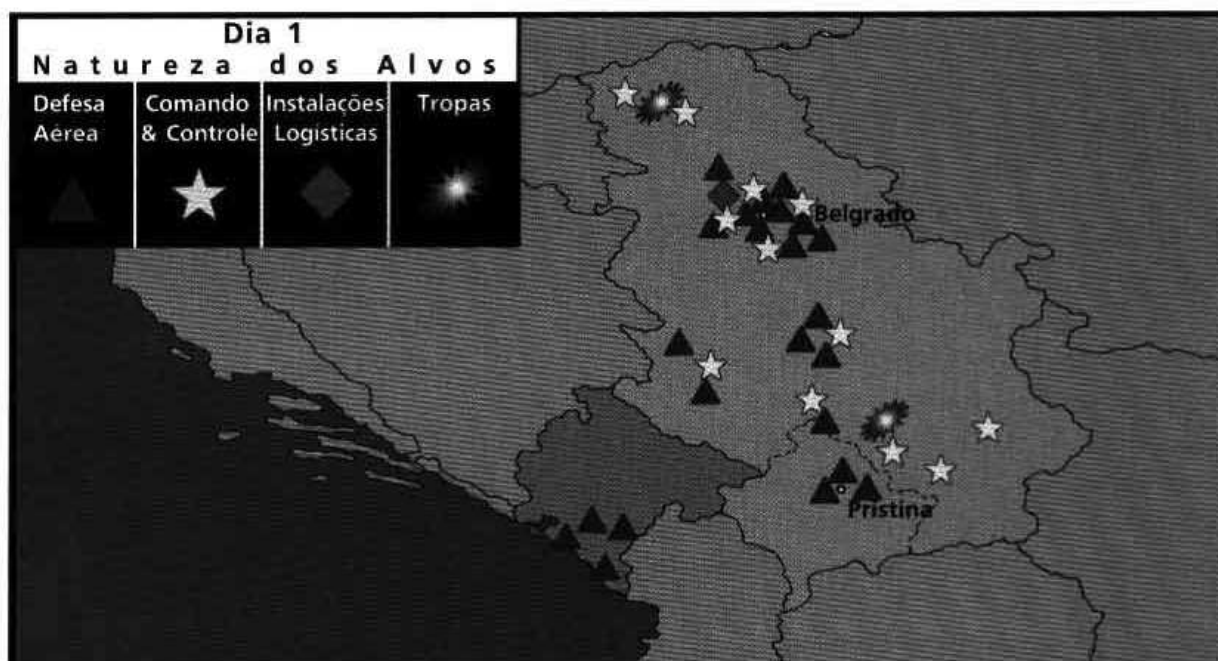 Dia 1
Natureza dos Alvos
Defesa Aérea
Comando & Controle
Instalações Logísticas
Tropas
Belgrado
Pristina